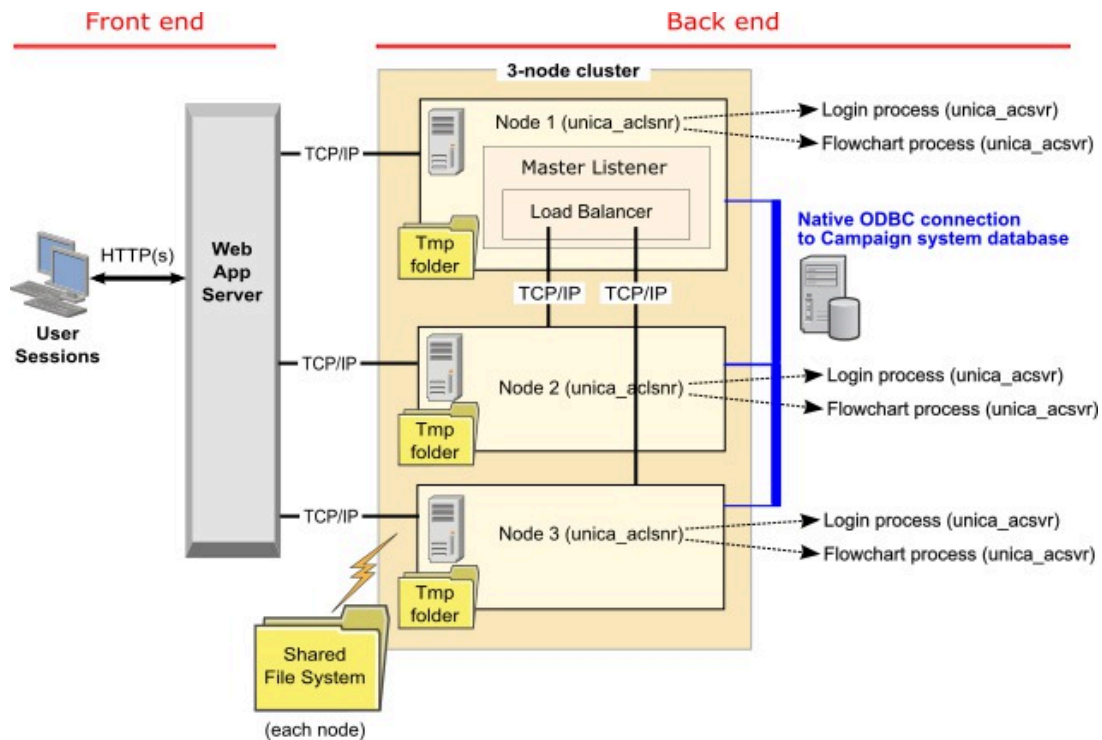 Front end
Back end
3-node cluster
Node 1 (unica_aclsnr)
Login process (unica_acsvr)
Flowchart process (unica_acsvr)
TCP/IP
Master Listener
Load Balancer
Tmp
folder
Native ODBC connection
to Campaign system database
HTTP(s)
Web
App
Server
User
Sessions
TCP/IP
TCP/IP
TCP/IP
Node 2 (unica_aclsnr)
Login process (unica_acsvr)
Flowchart process (unica_acsvr)
Tmp
folder
TCP/IP
Node 3 (unica_aclsnr)
Login process (unica_acsvr)
Flowchart process (unica_acsvr)
Tmp
folder
Shared
File System
(each node)